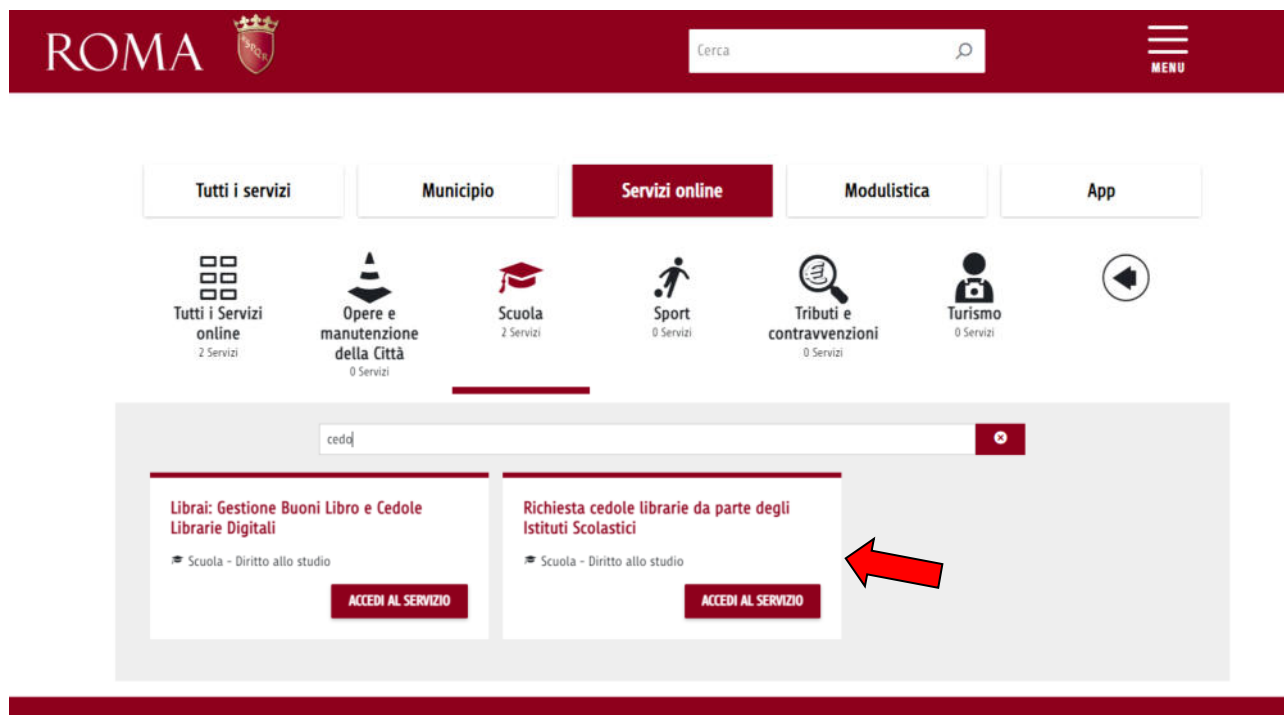 ROMA
Cerca
MENU
Tutti i servizi
Municipio
Servizi online
Modulistica
App
Tutti i Servizi
online
2 Servizi
Opere e
manutenzione
della Città
0 Servizi
Scuola
2 Servizi
Sport
0 Servizi
Tributi e
contravvenzioni
0 Servizi
Turismo
0 Servizi
cedo
Librai: Gestione Buoni Libro e Cedole
Librarie Digitali
Scuola - Diritto allo studio
ACCEDI AL SERVIZIO
Richiesta cedole librarie da parte degli
Istituti Scolastici
Scuola - Diritto allo studio
ACCEDI AL SERVIZIO